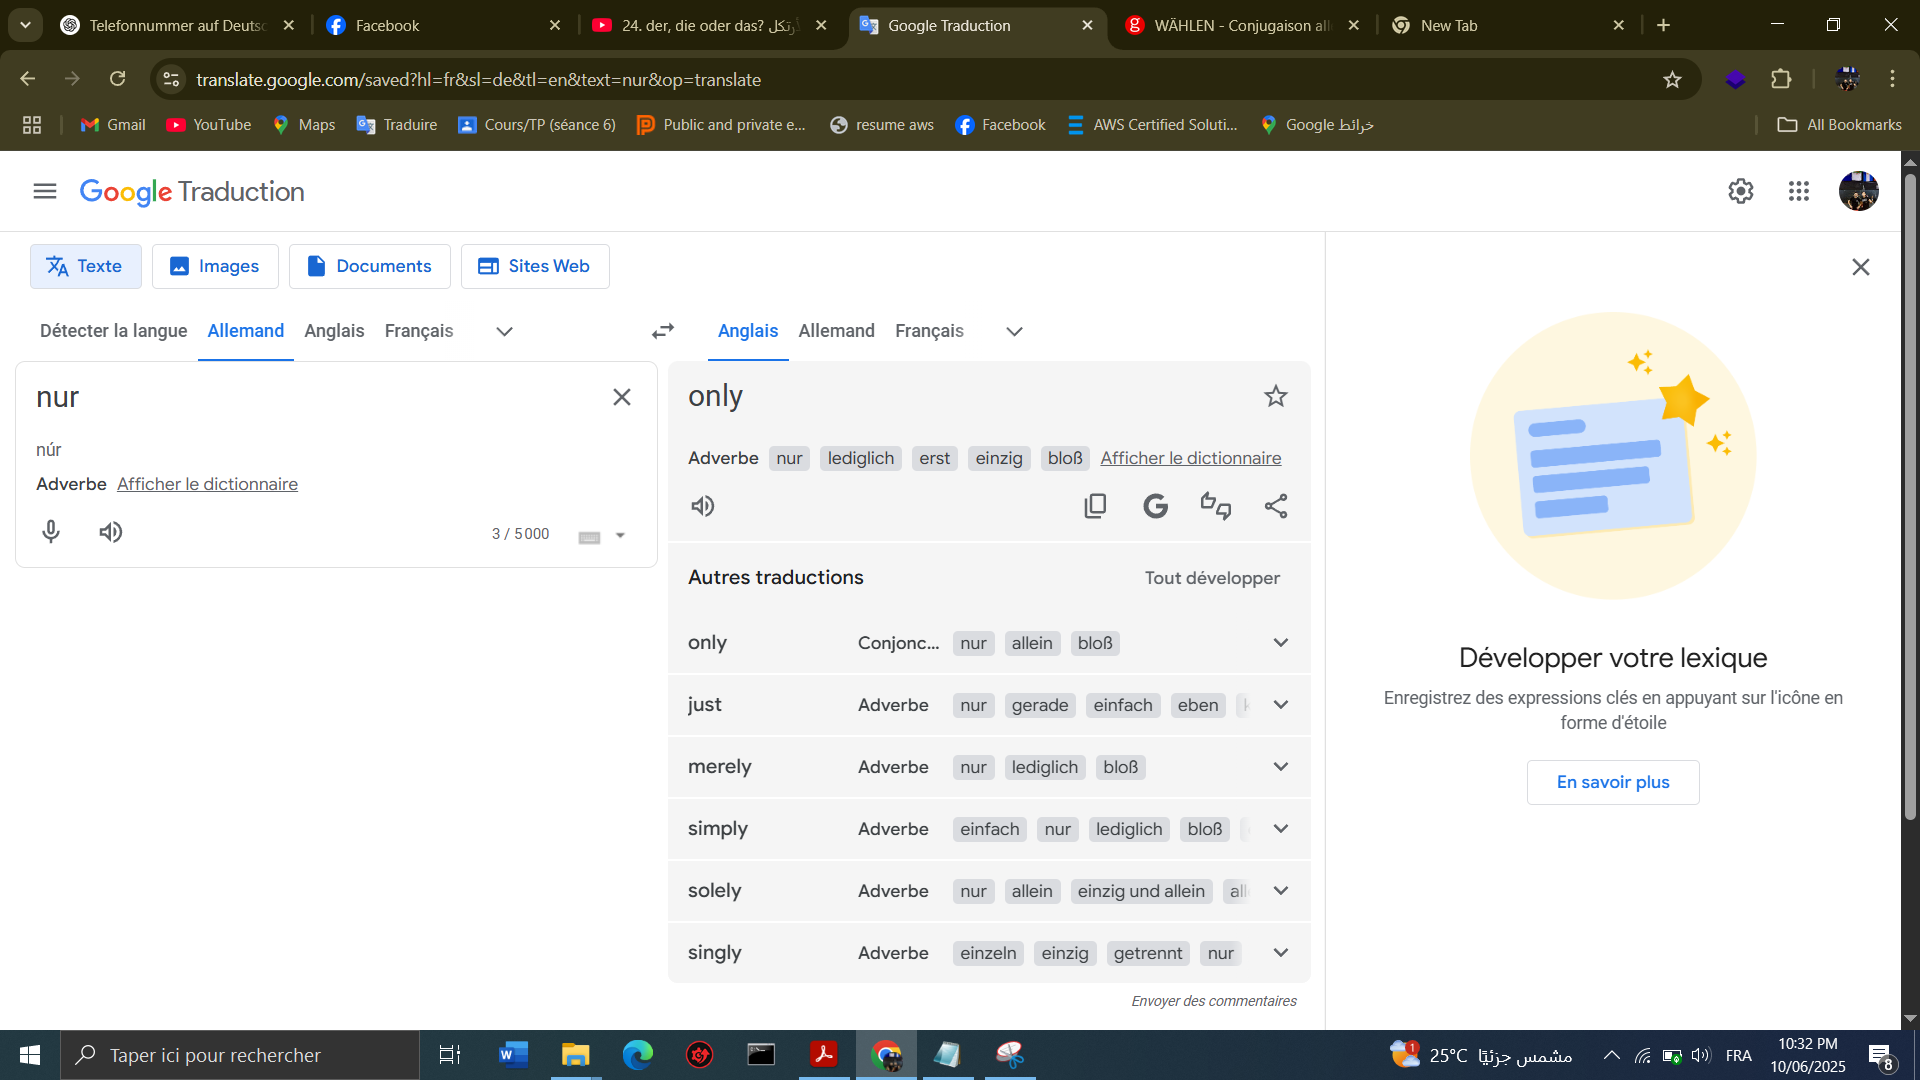 Telefonnummer auf Deutsc
Facebook
24. der, die oder das?
Google Traduction
WÄHLEN - Conjugaison all
New Tab
translate.google.com/saved?hl=fr&sl=de&tl=en&text=nur&op=translate
Gmail
YouTube
Maps
Traduire
Cours/TP (séance 6)
Public and private e...
resume aws
Facebook
AWS Certified Soluti...
خرائط Google
All Bookmarks
Google Traduction
Texte
Images
Documents
Sites Web
Détecter la langue
Allemand
Anglais
Français
Anglais
Allemand
Français
nur
núr
Adverbe Afficher le dictionnaire
3 / 5 000
only
Adverbe nur lediglich erst einzig bloß Afficher le dictionnaire
Autres traductions
Tout développer
only Conjonc... nur allein bloß
just Adverbe nur gerade einfach eben
merely Adverbe nur lediglich bloß
simply Adverbe einfach nur lediglich bloß
solely Adverbe nur allein einzig und allein all
singly Adverbe einzeln einzig getrennt nur
Envoyer des commentaires
Développer votre lexique
Enregistrez des expressions clés en appuyant sur l'icône en
forme d'étoile
En savoir plus
Taper ici pour rechercher
1
25°C مشمس جزئيًا
FRA
10:32 PM
10/06/2025
8